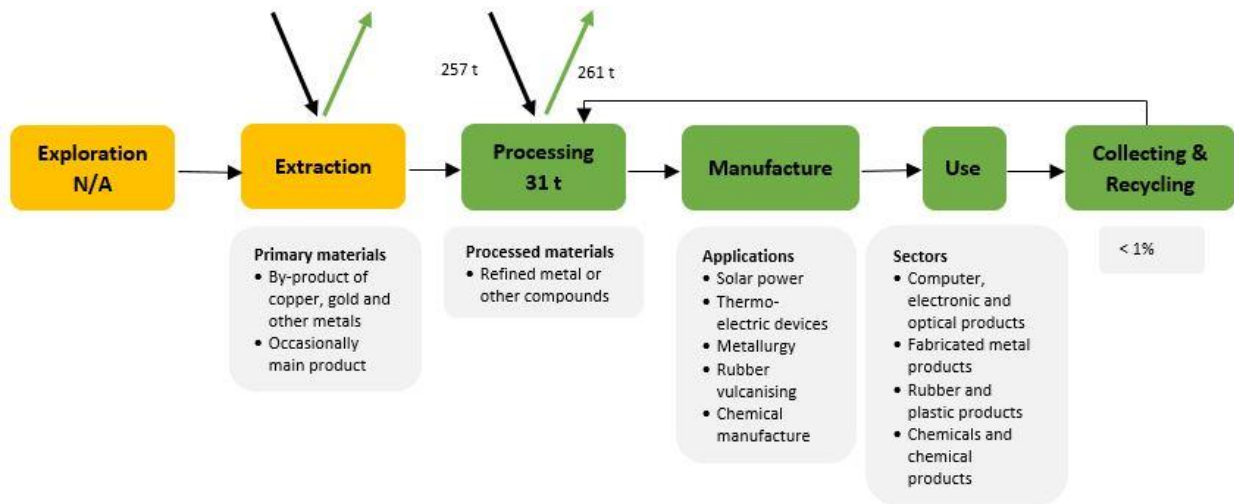 257 t
261 t
Exploration
N/A
Extraction
Processing
31 t
Manufacture
Use
Collecting &
Recycling
Primary materials
• By-product of
copper, gold and
other metals
• Occasionally
main product
Processed materials
• Refined metal or
other compounds
Applications
• Solar power
• Thermo-
electric devices
• Metallurgy
• Rubber
vulcanising
• Chemical
manufacture
Sectors
• Computer,
electronic and
optical products
• Fabricated metal
products
• Rubber and
plastic products
• Chemicals and
chemical
products
< 1%